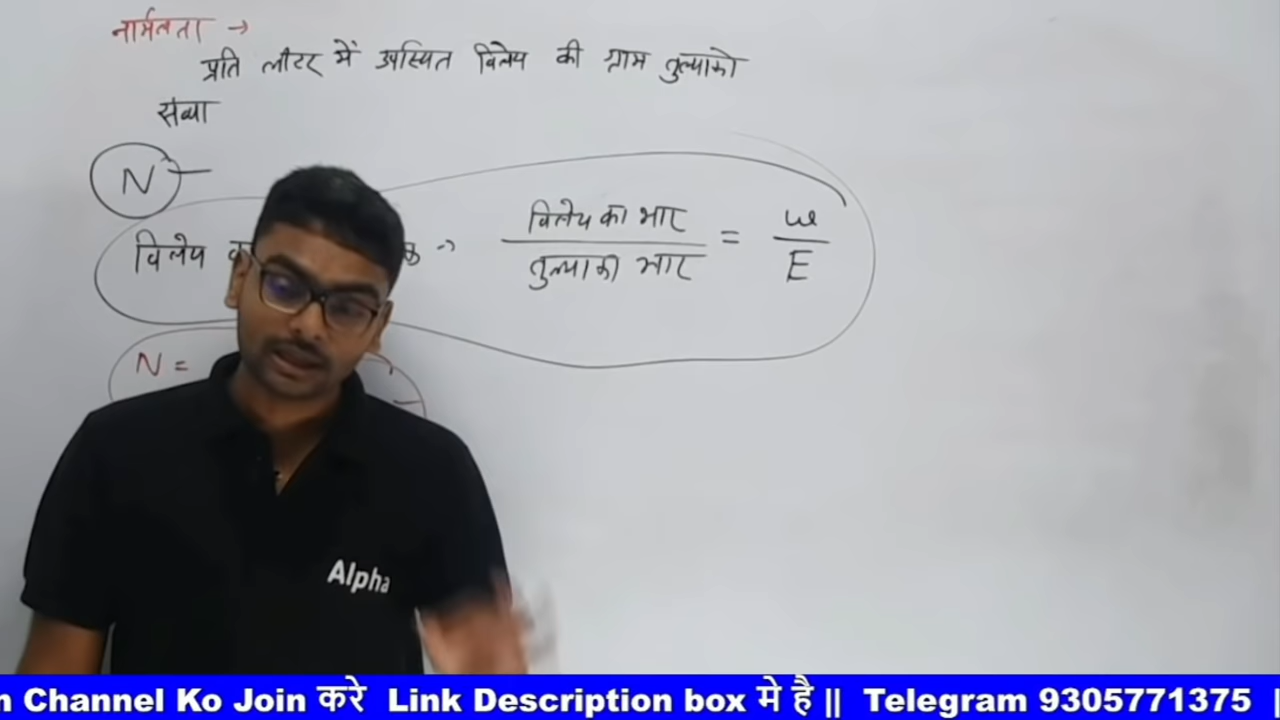 नार्मलता →
प्रति लीटर में उपस्थित विलेय की ग्राम तुल्याको
संख्या
N
विलेय → विलेय का भार / तुल्याकी भार = w / E
N =
Alpha
Channel Ko Join करे Link Description box मे है || Telegram 9305771375